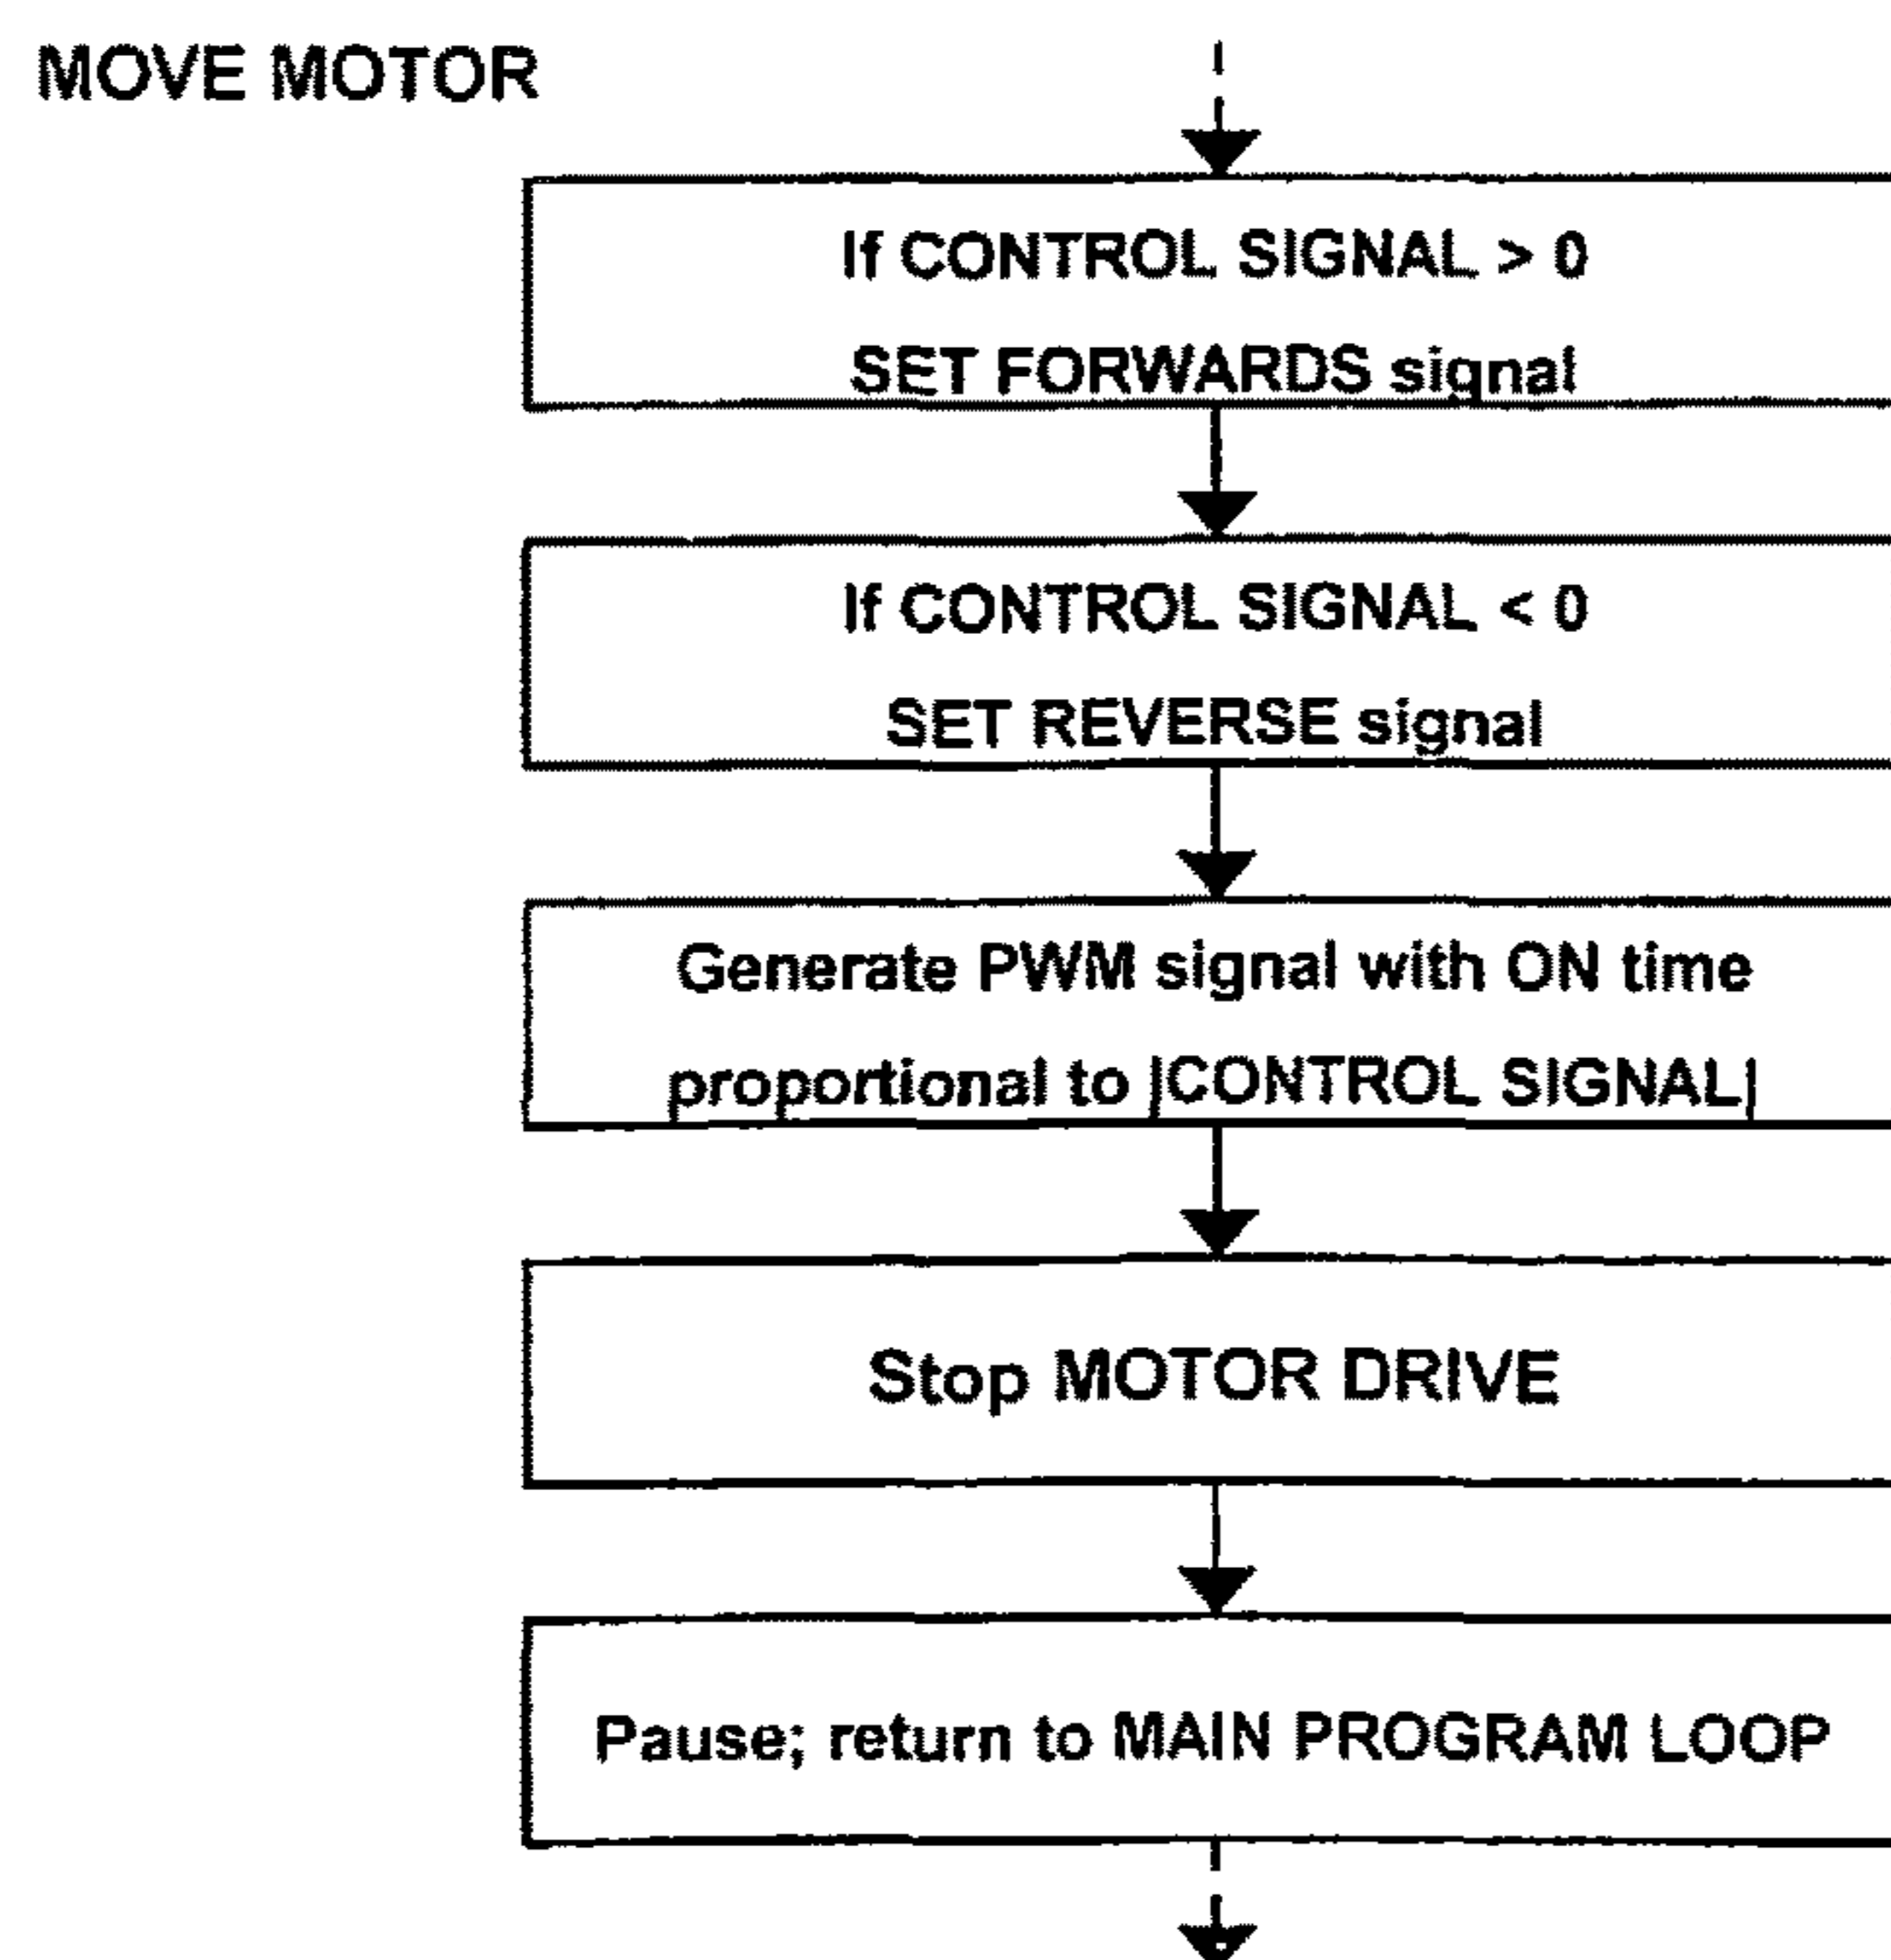 MOVE MOTOR
If CONTROL SIGNAL > 0
SET FORWARDS signal
If CONTROL SIGNAL < 0
SET REVERSE signal
Generate PWM signal with ON time
proportional to |CONTROL SIGNAL|
Stop MOTOR DRIVE
Pause; return to MAIN PROGRAM LOOP